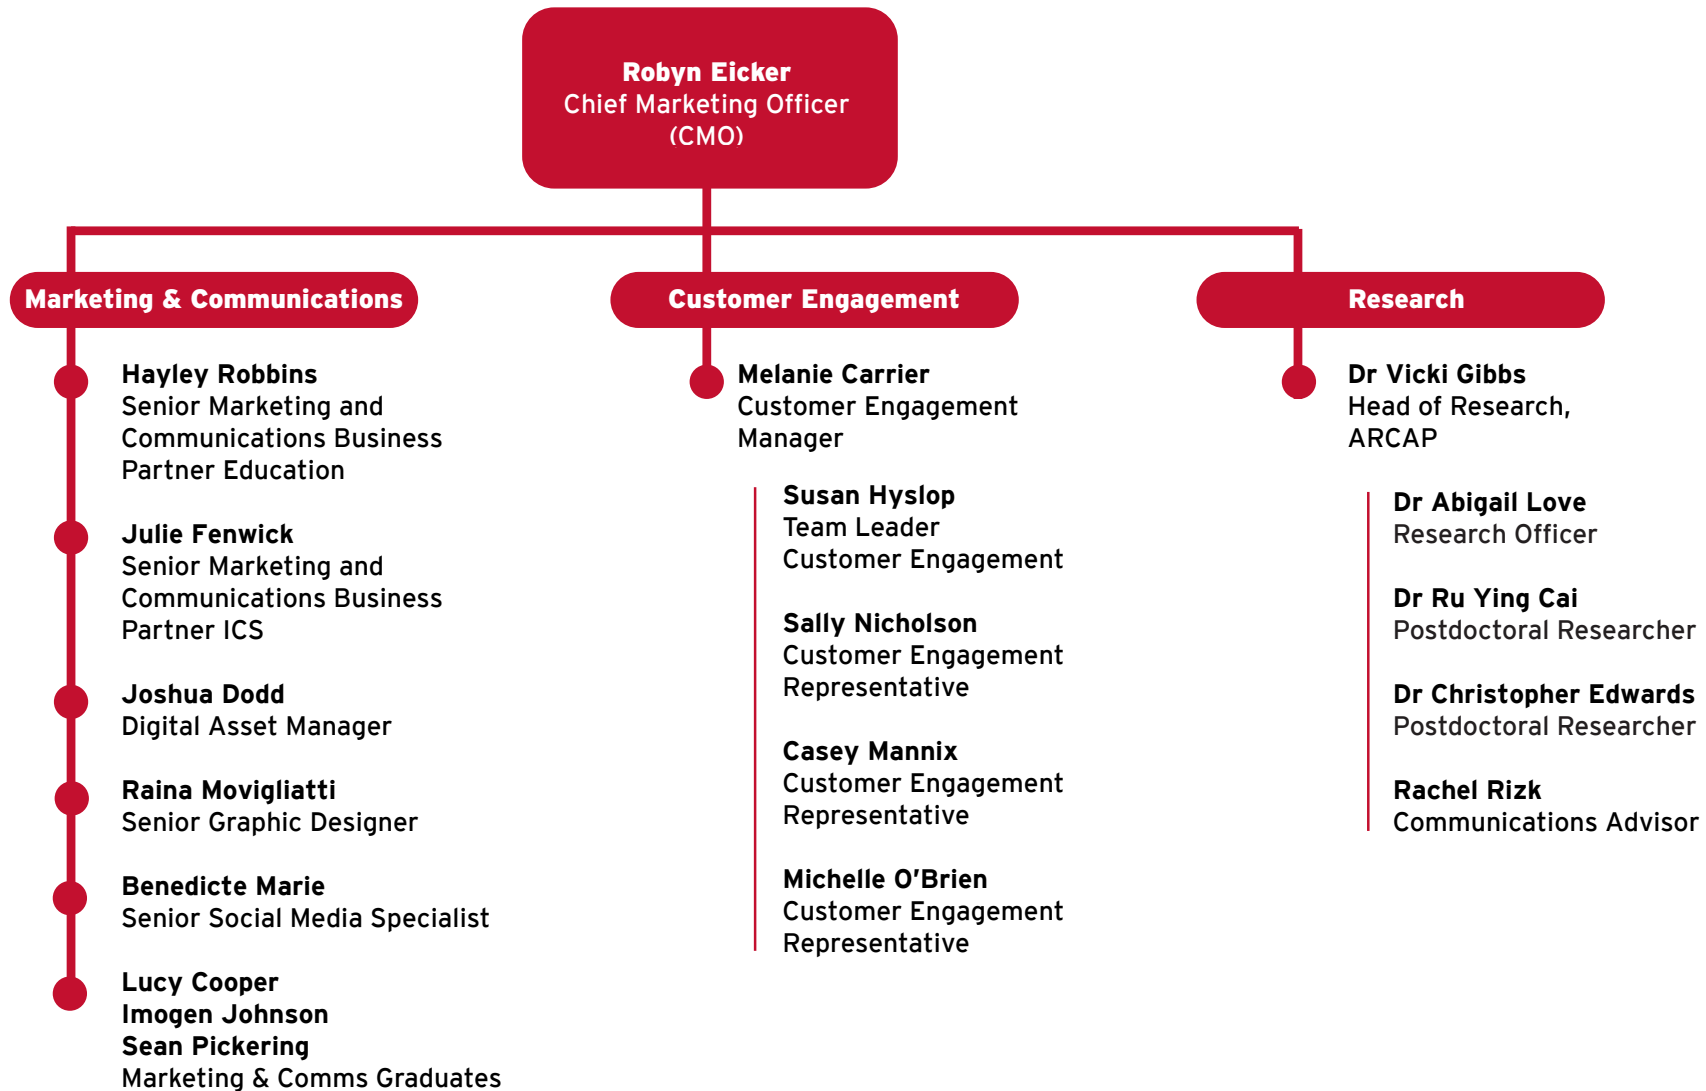 Robyn Eicker
Chief Marketing Officer
(CMO)
Marketing & Communications
Hayley Robbins
Senior Marketing and
Communications Business
Partner Education
Julie Fenwick
Senior Marketing and
Communications Business
Partner ICS
Joshua Dodd
Digital Asset Manager
Raina Movigliatti
Senior Graphic Designer
Benedicte Marie
Senior Social Media Specialist
Lucy Cooper
Imogen Johnson
Sean Pickering
Marketing & Comms Graduates
Customer Engagement
Melanie Carrier
Customer Engagement
Manager
Susan Hyslop
Team Leader
Customer Engagement
Sally Nicholson
Customer Engagement
Representative
Casey Mannix
Customer Engagement
Representative
Michelle O’Brien
Customer Engagement
Representative
Research
Dr Vicki Gibbs
Head of Research,
ARCAP
Dr Abigail Love
Research Officer
Dr Ru Ying Cai
Postdoctoral Researcher
Dr Christopher Edwards
Postdoctoral Researcher
Rachel Rizk
Communications Advisor